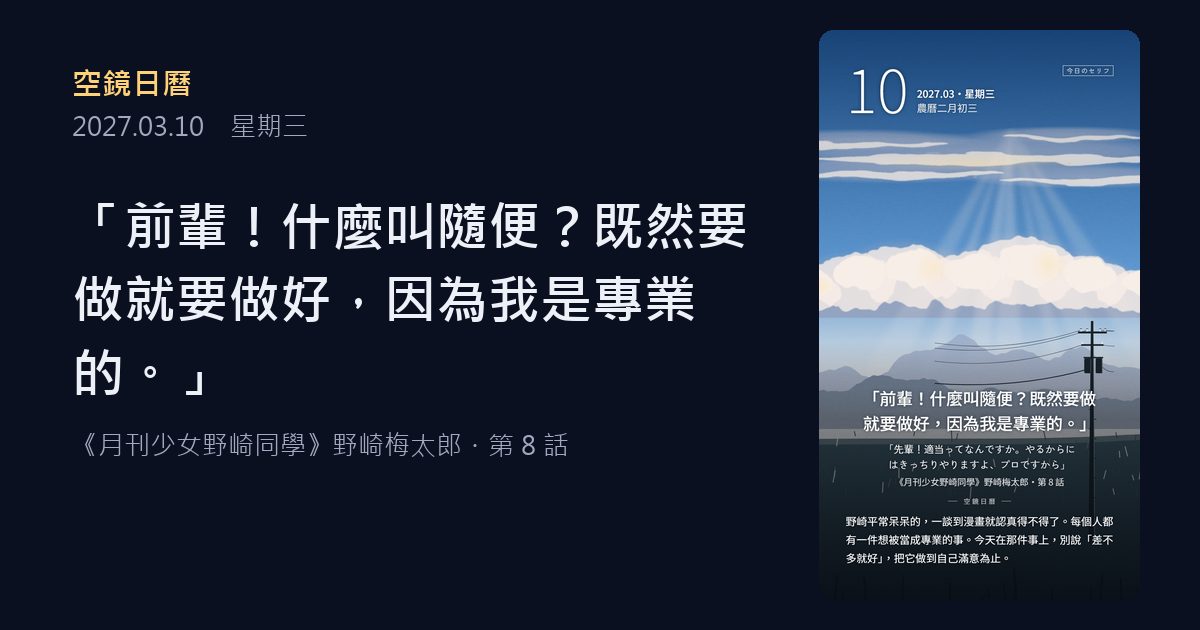 空鏡日曆
2027.03.10 星期三
「前輩！什麼叫隨便？既然要
做就要做好，因為我是專業
的。」
《月刊少女野崎同學》野崎梅太郎・第 8 話
今日のセリフ
10
2027.03・星期三
農曆二月初三
「前輩！什麼叫隨便？既然要做
就要做好，因為我是專業的。」
「先輩！適当ってなんですか。やるからに
はきっちりやりますよ、プロですから」
《月刊少女野崎同學》野崎梅太郎・第 8 話
— 空鏡日曆 —
野崎平常呆呆的，一談到漫畫就認真得不得了。每個人都
有一件想被當成專業的事。今天在那件事上，別說「差不
多就好」，把它做到自己滿意為止。